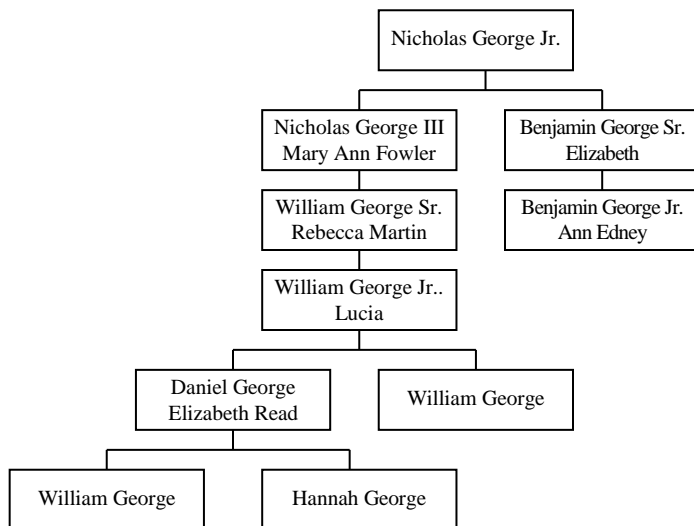 Nicholas George Jr.
Nicholas George III
Mary Ann Fowler
Benjamin George Sr.
Elizabeth
William George Sr.
Rebecca Martin
Benjamin George Jr.
Ann Edney
William George Jr..
Lucia
Daniel George
Elizabeth Read
William George
William George
Hannah George